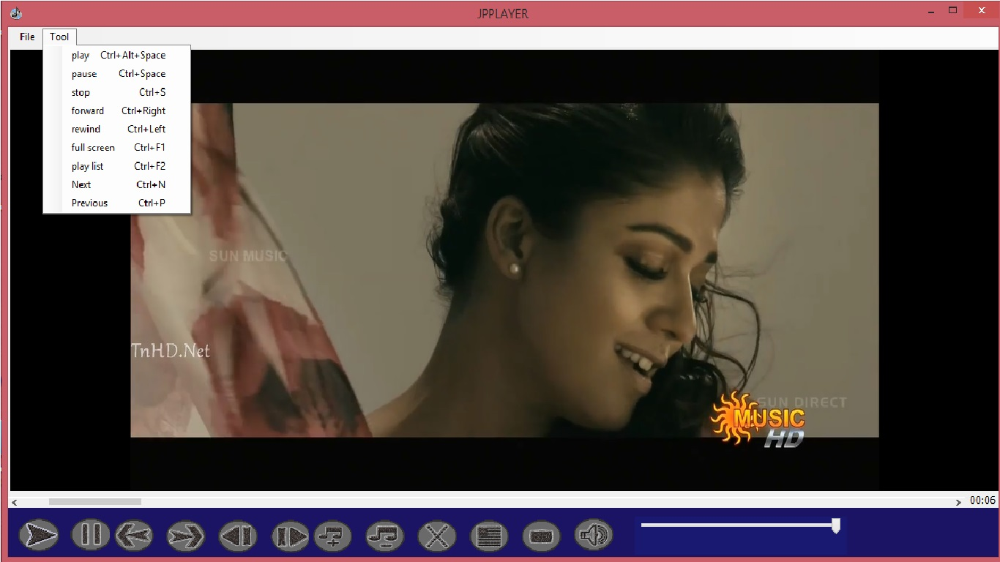 JPPLAYER
File Tool
play Ctrl+Alt+Space
pause Ctrl+Space
stop Ctrl+S
forward Ctrl+Right
rewind Ctrl+Left
full screen Ctrl+F1
play list Ctrl+F2
Next Ctrl+N
Previous Ctrl+P
SUN MUSIC
TnHD.Net
SUN DIRECT
MUSIC
HD
00:06